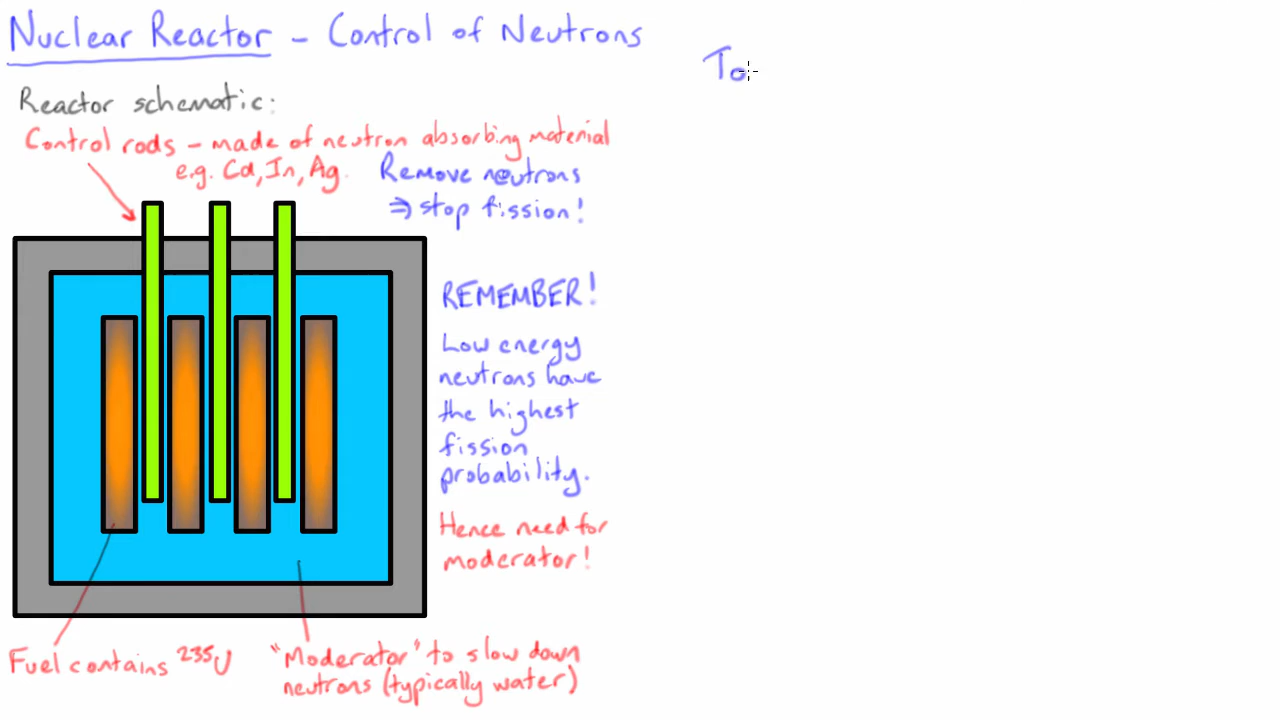 Nuclear Reactor - Control of Neutrons
Reactor schematic:
Control rods - made of neutron absorbing material
e.g. Cd, In, Ag.
Remove neutrons
⇒ stop fission!
REMEMBER!
Low energy
neutrons have
the highest
fission
probability.
Hence need for
moderator!
Fuel contains ²³⁵U
"Moderator" to slow down
neutrons (typically water)
To